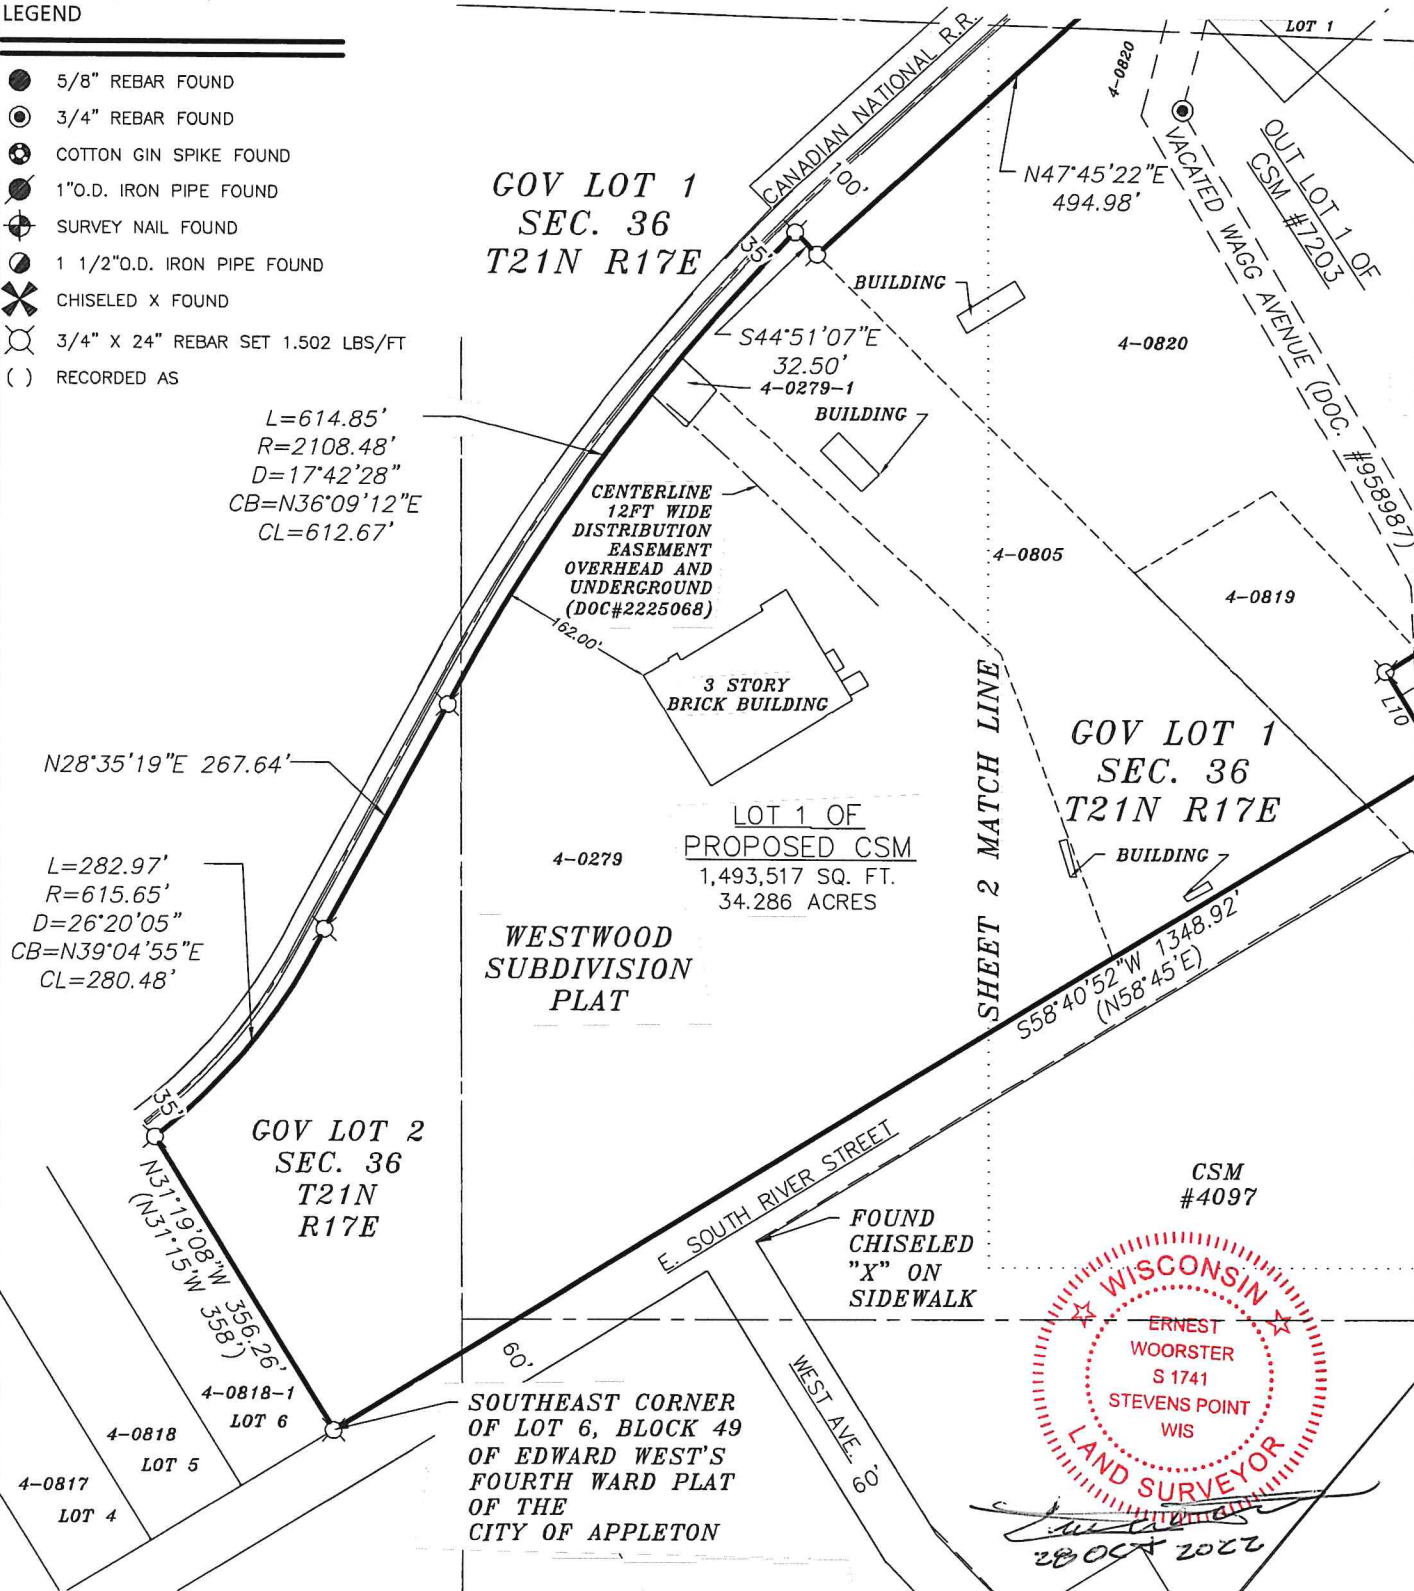 LEGEND
5/8" REBAR FOUND
3/4" REBAR FOUND
COTTON GIN SPIKE FOUND
1"O.D. IRON PIPE FOUND
SURVEY NAIL FOUND
1 1/2"O.D. IRON PIPE FOUND
CHISELED X FOUND
3/4" X 24" REBAR SET 1.502 LBS/FT
( ) RECORDED AS
LOT 1
4-0820
CANADIAN NATIONAL R.R.
100'
35'
GOV LOT 1
SEC. 36
T21N R17E
N47°45'22"E
494.98'
OUT LOT 1 OF
CSM #7203
VACATED WAGG AVENUE (DOC. #958987)
BUILDING
S44°51'07"E
32.50'
4-0279-1
BUILDING
4-0820
L=614.85'
R=2108.48'
D=17°42'28"
CB=N36°09'12"E
CL=612.67'
CENTERLINE
12FT WIDE
DISTRIBUTION
EASEMENT
OVERHEAD AND
UNDERGROUND
(DOC#2225068)
4-0805
4-0819
162.00'
3 STORY
BRICK BUILDING
L10
N28°35'19"E 267.64'
GOV LOT 1
SEC. 36
T21N R17E
SHEET 2 MATCH LINE
LOT 1 OF
PROPOSED CSM
1,493,517 SQ. FT.
34.286 ACRES
4-0279
BUILDING
L=282.97'
R=615.65'
D=26°20'05"
CB=N39°04'55"E
CL=280.48'
WESTWOOD
SUBDIVISION
PLAT
S58°40'52"W 1348.92'
(N58°45'E)
35'
GOV LOT 2
SEC. 36
T21N
R17E
N31°19'08"W 356.26'
(N31°15'W 358')
E. SOUTH RIVER STREET
CSM
#4097
FOUND
CHISELED
"X" ON
SIDEWALK
60'
WEST AVE. 60'
4-0818-1
LOT 6
4-0818
LOT 5
4-0817
LOT 4
SOUTHEAST CORNER
OF LOT 6, BLOCK 49
OF EDWARD WEST'S
FOURTH WARD PLAT
OF THE
CITY OF APPLETON
WISCONSIN
ERNEST
WOORSTER
S 1741
STEVENS POINT
WIS
LAND SURVEYOR
28 OCT 2022